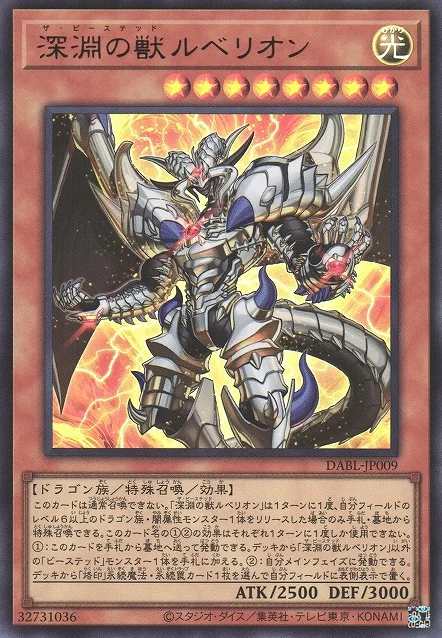 ザ・ビーステッド
深淵の獣ルベリオン
ひかり
光
DABL-JP009
【ドラゴン族／特殊召喚／効果】
このカードは通常召喚できない。「深淵の獣ルベリオン」は1ターンに1度、自分フィールドの
レベル6以上のドラゴン族・闇属性モンスター1体をリリースした場合のみ手札・墓地から
特殊召喚できる。このカード名の①②の効果はそれぞれ1ターンに1度しか使用できない。
①：このカードを手札から墓地へ送って発動できる。デッキから「深淵の獣ルベリオン」以外
の「ビーステッド」モンスター1体を手札に加える。②：自分メインフェイズに発動できる。
デッキから「烙印」永続魔法・永続罠カード1枚を選んで自分フィールドに表側表示で置く。
ATK/2500 DEF/3000
32731036
©スタジオ・ダイス／集英社・テレビ東京・KONAMI